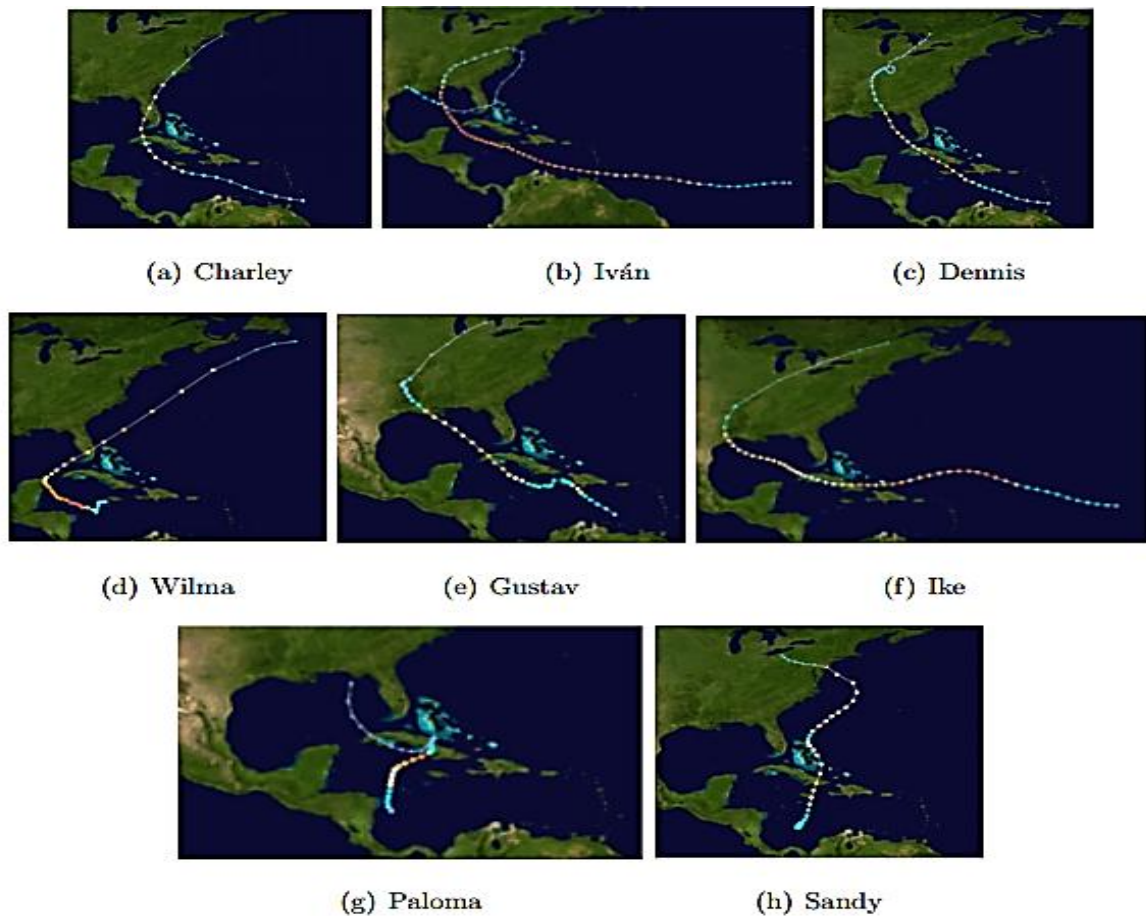 (a) Charley
(b) Iván
(c) Dennis
(d) Wilma
(e) Gustav
(f) Ike
(g) Paloma
(h) Sandy